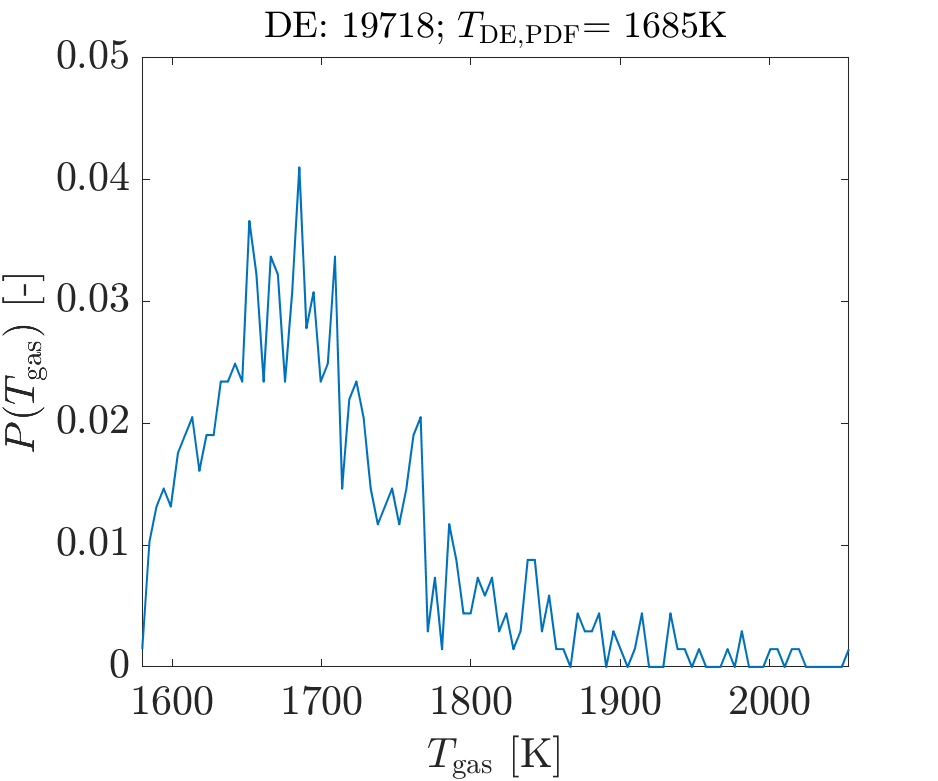 DE: 19718; T_DE,PDF= 1685K
0.05
0.04
0.03
0.02
0.01
0
P(T_gas) [-]
1600 1700 1800 1900 2000
T_gas [K]